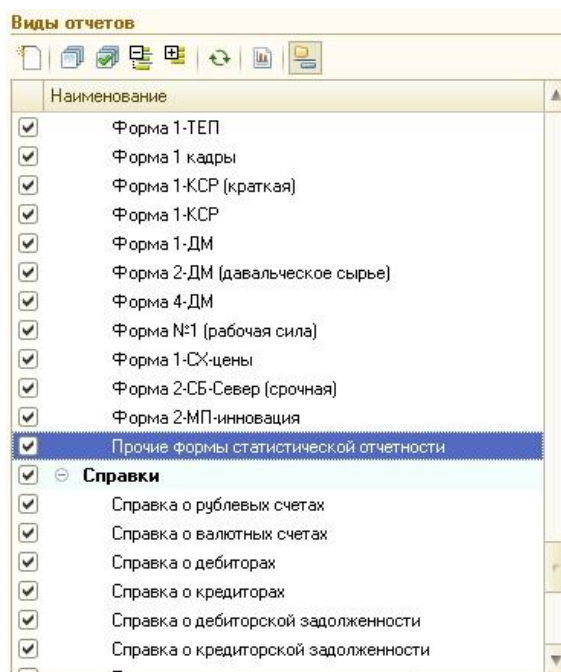 Виды отчетов
Наименование
Форма 1-ТЕП
Форма 1 кадры
Форма 1-КСР (краткая)
Форма 1-КСР
Форма 1-ДМ
Форма 2-ДМ (давальческое сырье)
Форма 4-ДМ
Форма №1 (рабочая сила)
Форма 1-СХ-цены
Форма 2-СБ-Север (срочная)
Форма 2-МП-инновация
Прочие формы статистической отчетности
Справки
Справка о рублевых счетах
Справка о валютных счетах
Справка о дебиторах
Справка о кредиторах
Справка о дебиторской задолженности
Справка о кредиторской задолженности